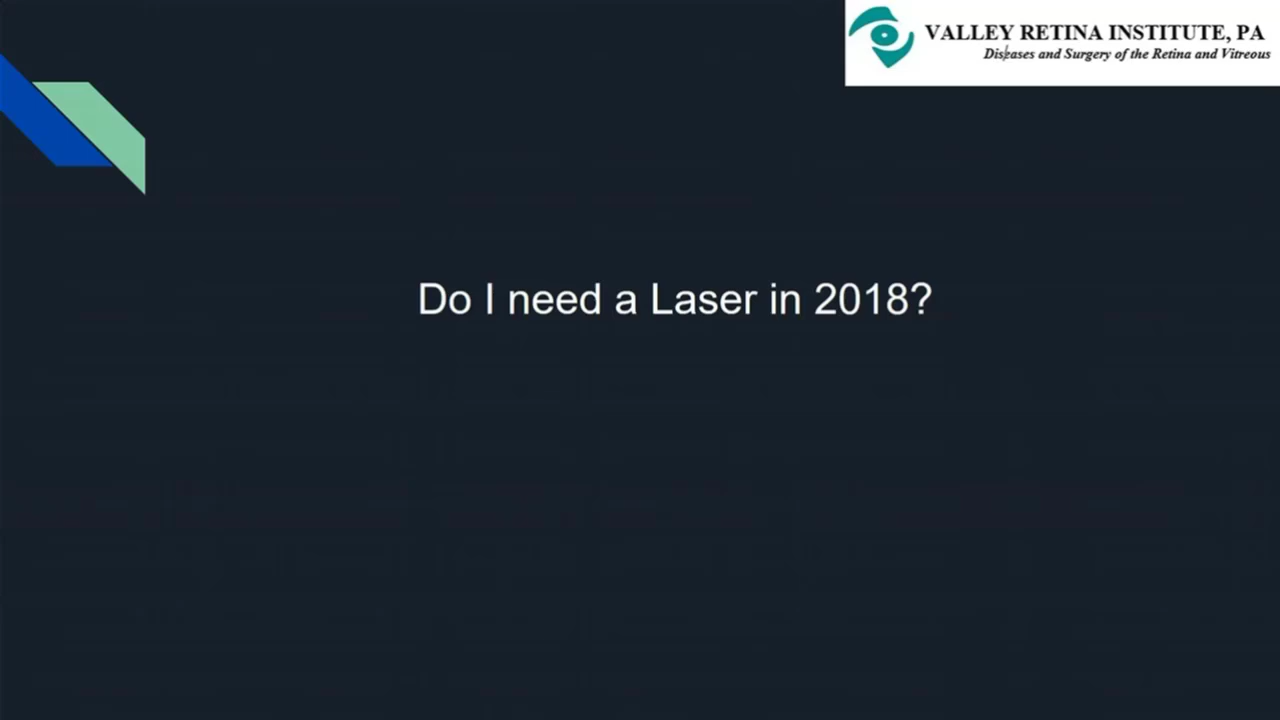 VALLEY RETINA INSTITUTE, PA
Diseases and Surgery of the Retina and Vitreous
Do I need a Laser in 2018?